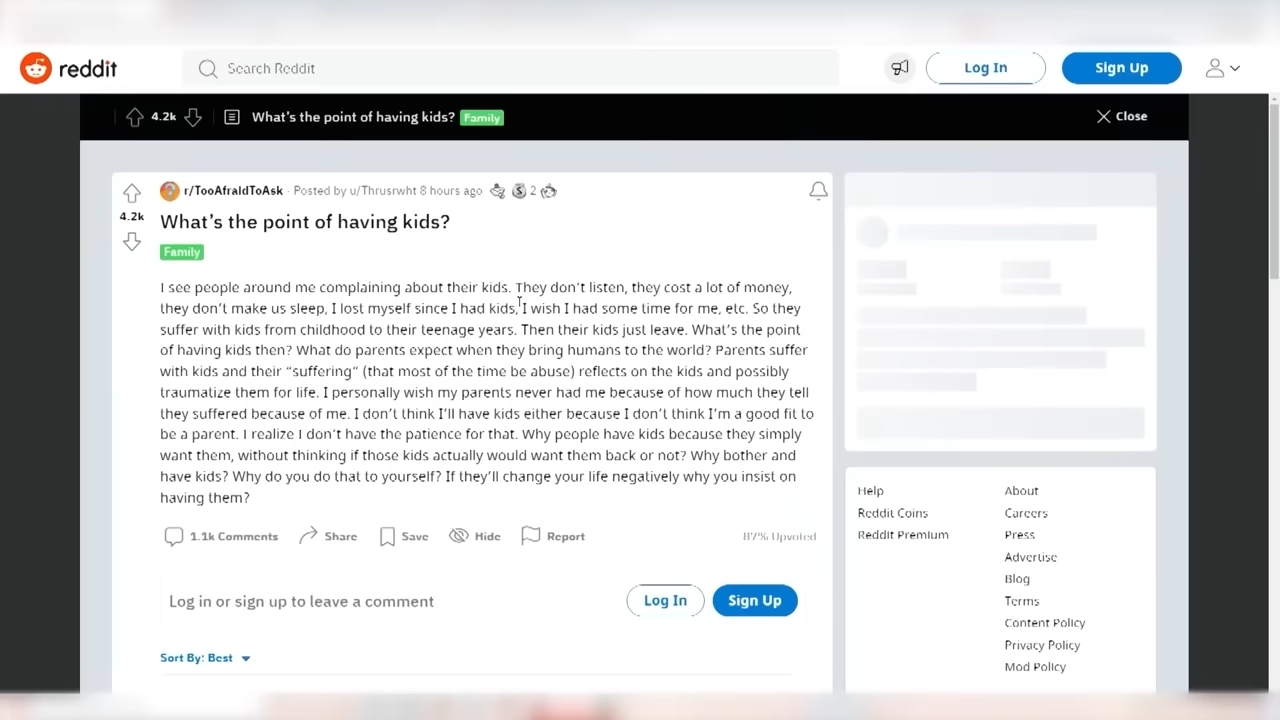 reddit
Search Reddit
Log In
Sign Up
4.2k
What's the point of having kids?
Family
Close
r/TooAfraidToAsk · Posted by u/Thrusrwht 8 hours ago
2
4.2k
What's the point of having kids?
Family
I see people around me complaining about their kids. They don't listen, they cost a lot of money,
they don't make us sleep, I lost myself since I had kids, I wish I had some time for me, etc. So they
suffer with kids from childhood to their teenage years. Then their kids just leave. What's the point
of having kids then? What do parents expect when they bring humans to the world? Parents suffer
with kids and their “suffering” (that most of the time be abuse) reflects on the kids and possibly
traumatize them for life. I personally wish my parents never had me because of how much they tell
they suffered because of me. I don't think I'll have kids either because I don't think I'm a good fit to
be a parent. I realize I don't have the patience for that. Why people have kids because they simply
want them, without thinking if those kids actually would want them back or not? Why bother and
have kids? Why do you do that to yourself? If they'll change your life negatively why you insist on
having them?
1.1k Comments
Share
Save
Hide
Report
87% Upvoted
Log in or sign up to leave a comment
Log In
Sign Up
Sort By: Best
Help
About
Reddit Coins
Careers
Reddit Premium
Press
Advertise
Blog
Terms
Content Policy
Privacy Policy
Mod Policy